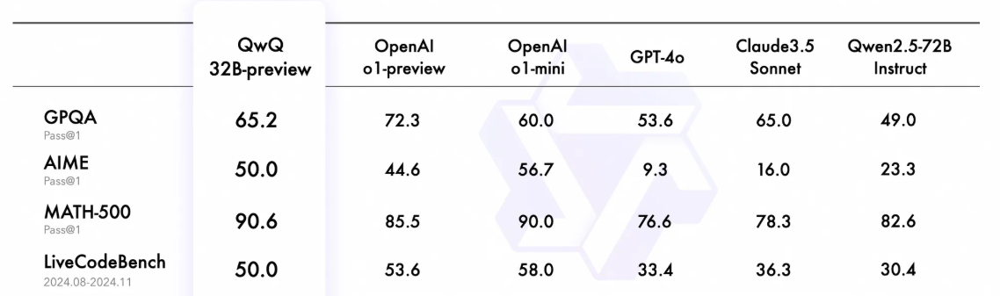 QwQ 32B-preview OpenAI o1-preview OpenAI o1-mini GPT-4o Claude3.5 Sonnet Qwen2.5-72B Instruct
GPQA 65.2 72.3 60.0 53.6 65.0 49.0
Pass@1
AIME 50.0 44.6 56.7 9.3 16.0 23.3
Pass@1
MATH-500 90.6 85.5 90.0 76.6 78.3 82.6
Pass@1
LiveCodeBench 50.0 53.6 58.0 33.4 36.3 30.4
2024.08-2024.11